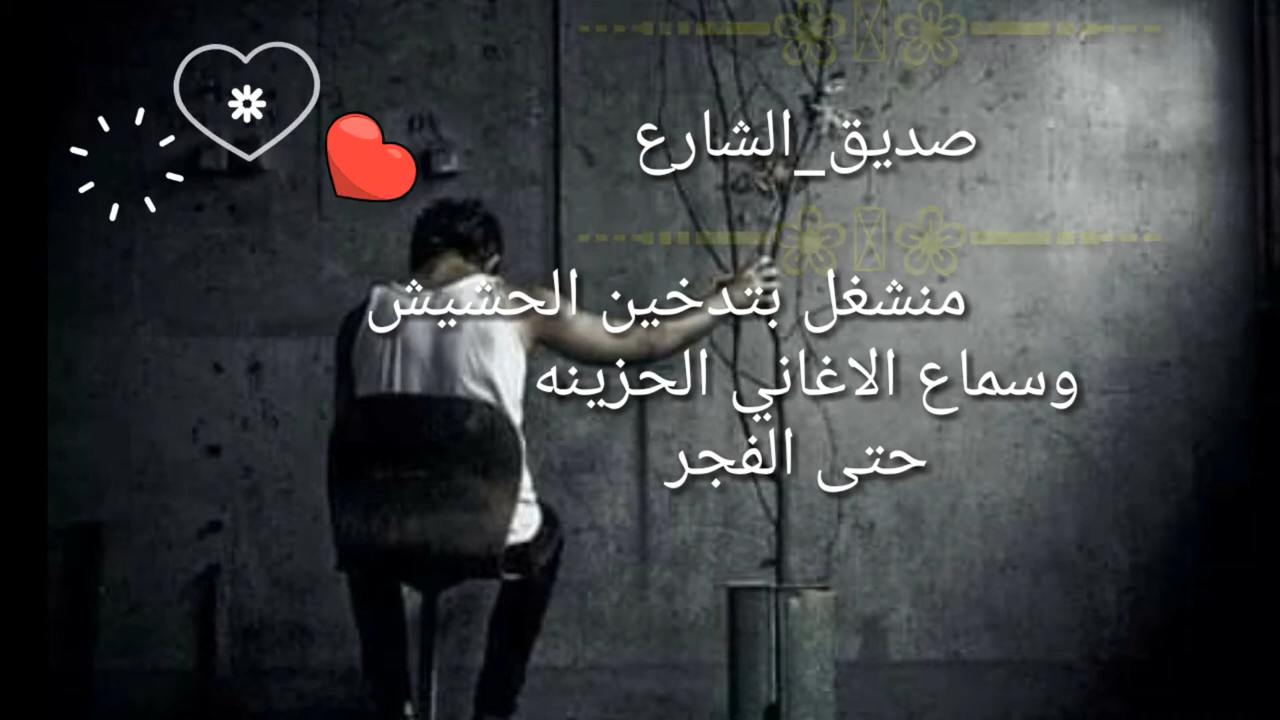 صديق_الشارع
منشغل بتدخين الحشيش
وسماع الاغاني الحزينه
حتى الفجر